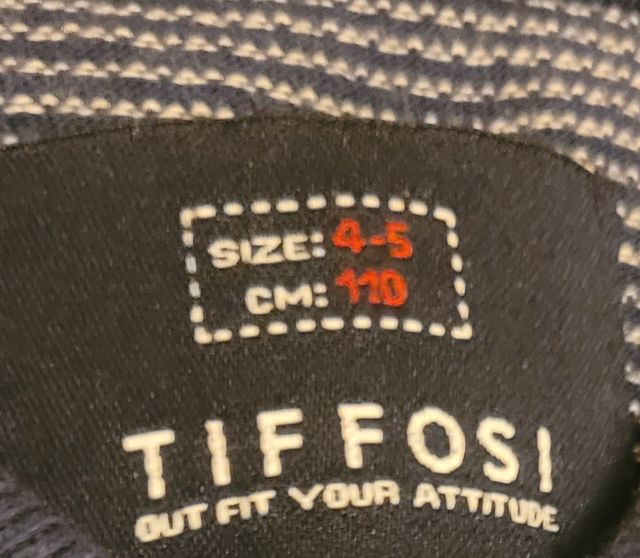 SIZE: 4-5
CM: 110
TIFFOSI
OUT FIT YOUR ATTITUDE